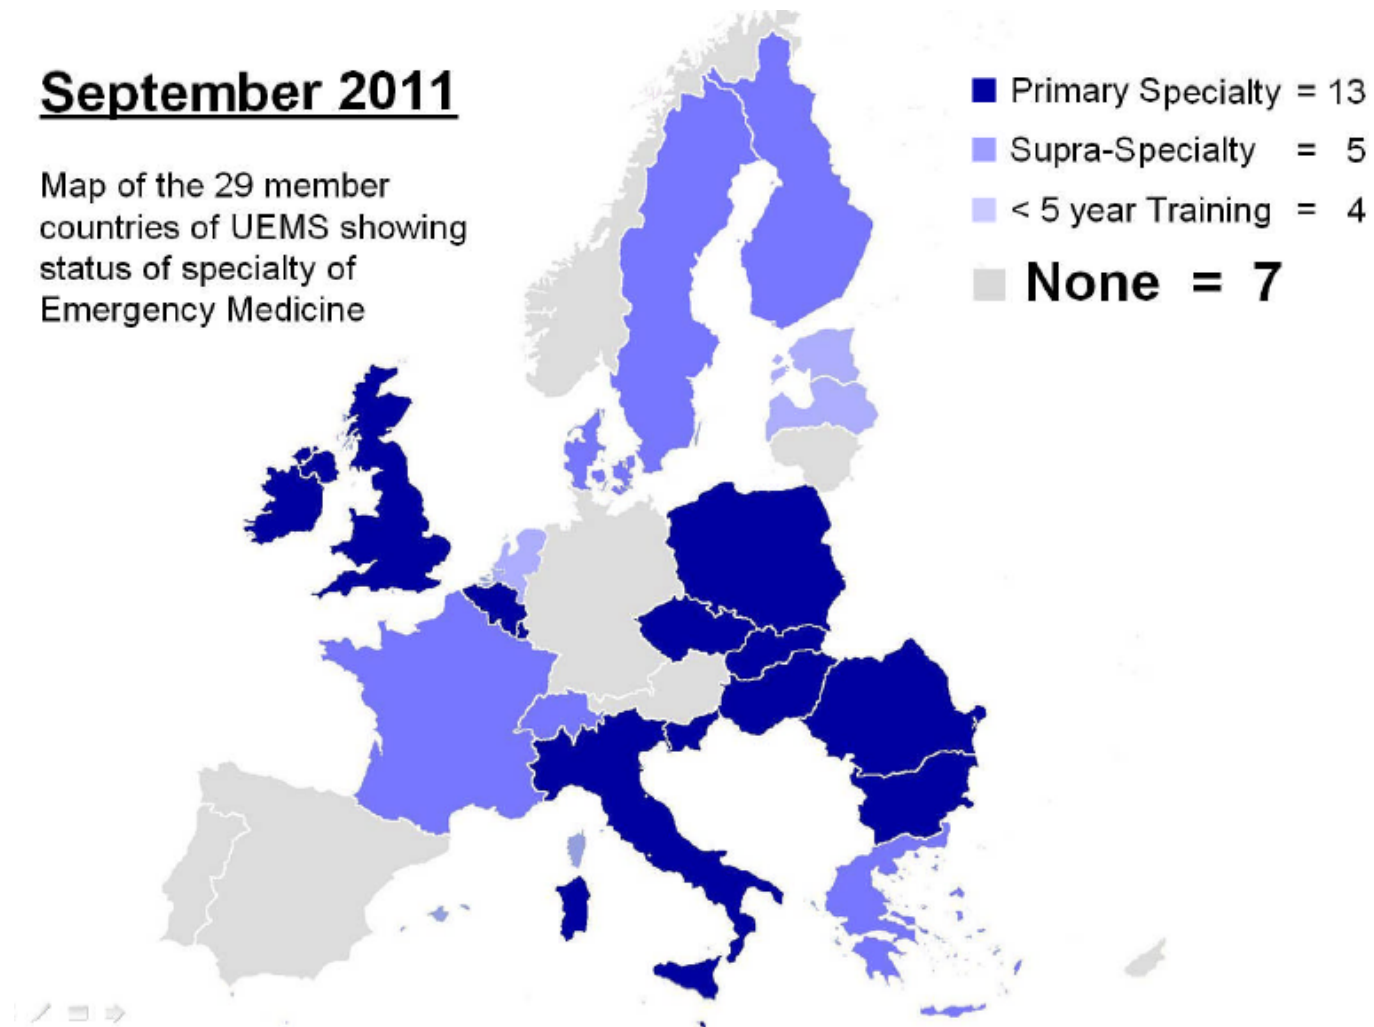 September 2011
Map of the 29 member
countries of UEMS showing
status of specialty of
Emergency Medicine
Primary Specialty = 13
Supra-Specialty = 5
< 5 year Training = 4
None = 7